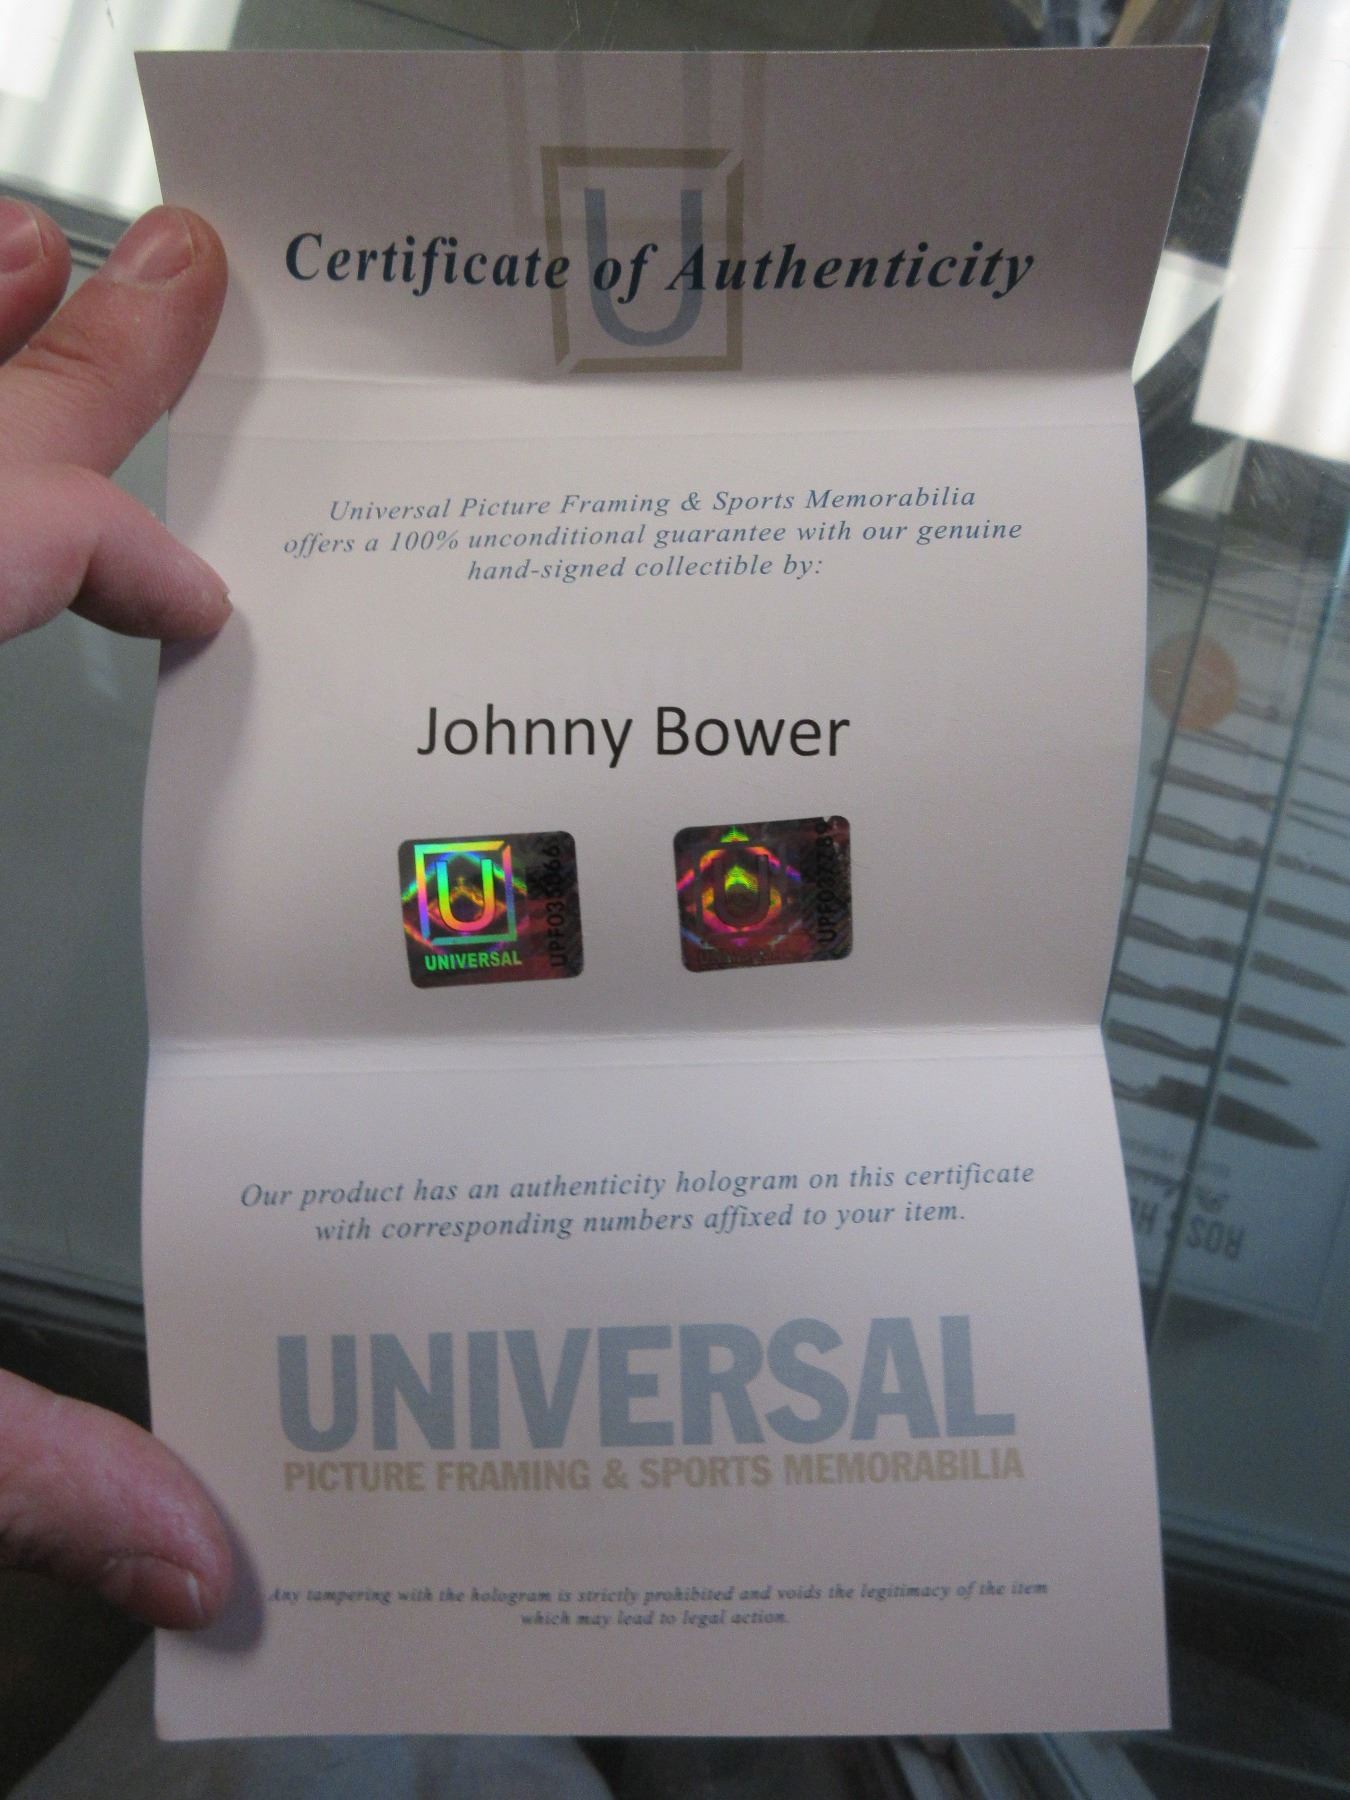 U
Certificate of Authenticity
Universal Picture Framing & Sports Memorabilia
offers a 100% unconditional guarantee with our genuine
hand-signed collectible by:
Johnny Bower
U
UNIVERSAL
U
Our product has an authenticity hologram on this certificate
with corresponding numbers affixed to your item.
UNIVERSAL
PICTURE FRAMING & SPORTS MEMORABILIA
Any tampering with the hologram is strictly prohibited and voids the legitimacy of the item
which may lead to legal action.